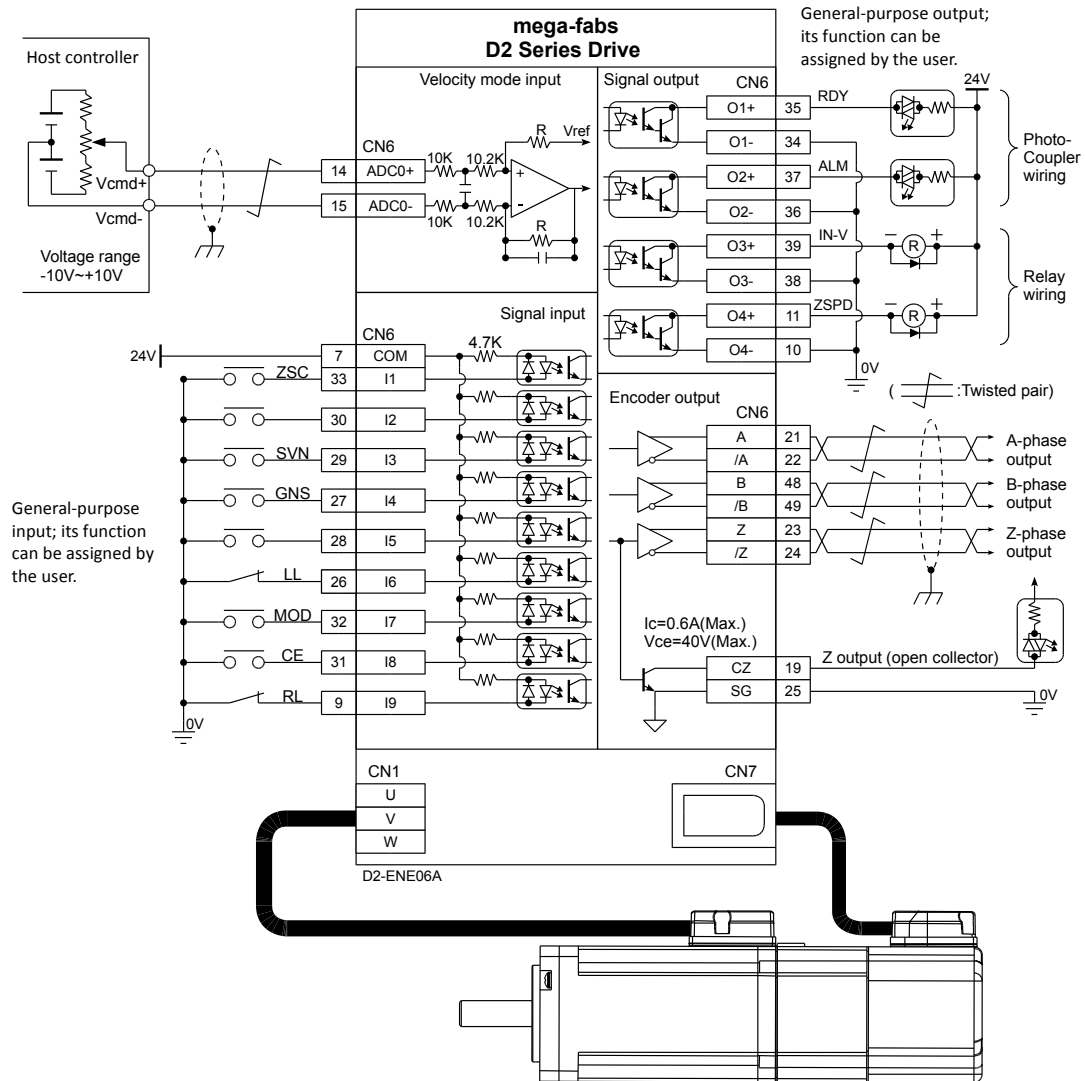 mega-fabs
D2 Series Drive
General-purpose output;
its function can be
assigned by the user.
Host controller
Vcmd+
Vcmd-
Voltage range
-10V~+10V
Velocity mode input
CN6
14 ADC0+ 10K 10.2K
15 ADC0- 10K 10.2K
R
Vref
+
-
R
Signal output
CN6
24V
O1+ 35 RDY
O1- 34
O2+ 37 ALM
O2- 36
O3+ 39 IN-V - R +
O3- 38
O4+ 11 ZSPD - R +
O4- 10
0V
Photo-
Coupler
wiring
Relay
wiring
Signal input
CN6
24V 7 COM 4.7K
ZSC 33 I1
30 I2
SVN 29 I3
GNS 27 I4
28 I5
LL 26 I6
MOD 32 I7
CE 31 I8
RL 9 I9
0V
General-purpose
input; its function
can be assigned by
the user.
Encoder output
CN6
( :Twisted pair)
A 21
/A 22
A-phase
output
B 48
/B 49
B-phase
output
Z 23
/Z 24
Z-phase
output
Ic=0.6A(Max.)
Vce=40V(Max.)
CZ 19 Z output (open collector)
SG 25
0V
CN1
U
V
W
CN7
D2-ENE06A